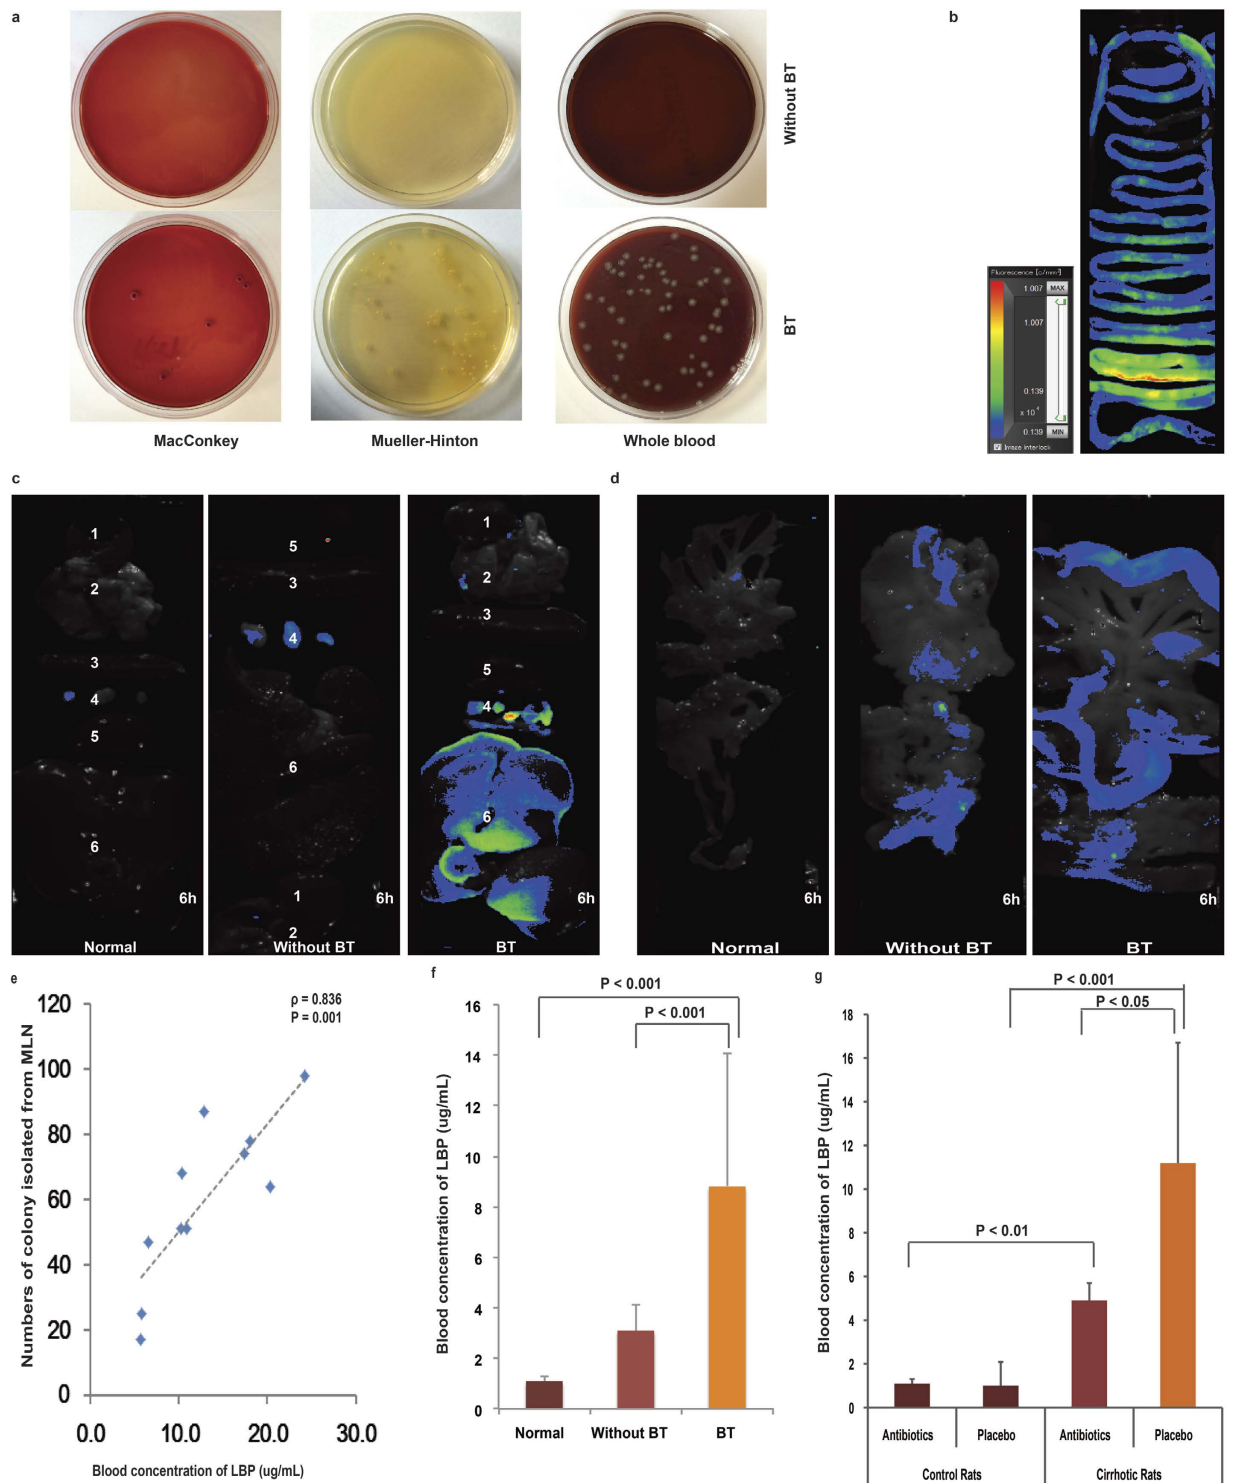 a
Without BT
BT
MacConkey
Mueller-Hinton
Whole blood
b
Fluorescence [c/mm²]
1.007
MAX
1.007
0.139
x 10⁴
0.139
MIN
Image interlock
c
1
2
3
4
5
6
6h
Normal
5
3
4
6
1
6h
2
Without BT
1
2
3
5
4
6
6h
BT
d
6h
Normal
6h
Without BT
6h
BT
e
ρ = 0.836
P = 0.001
Numbers of colony isolated from MLN
120
100
80
60
40
20
0
0.0 10.0 20.0 30.0
Blood concentration of LBP (ug/mL)
f
P < 0.001
P < 0.001
Blood concentration of LBP (ug/mL)
16
14
12
10
8
6
4
2
0
Normal Without BT BT
g
P < 0.001
P < 0.05
P < 0.01
Blood concentration of LBP (ug/mL)
18
16
14
12
10
8
6
4
2
0
Antibiotics Placebo Antibiotics Placebo
Control Rats Cirrhotic Rats